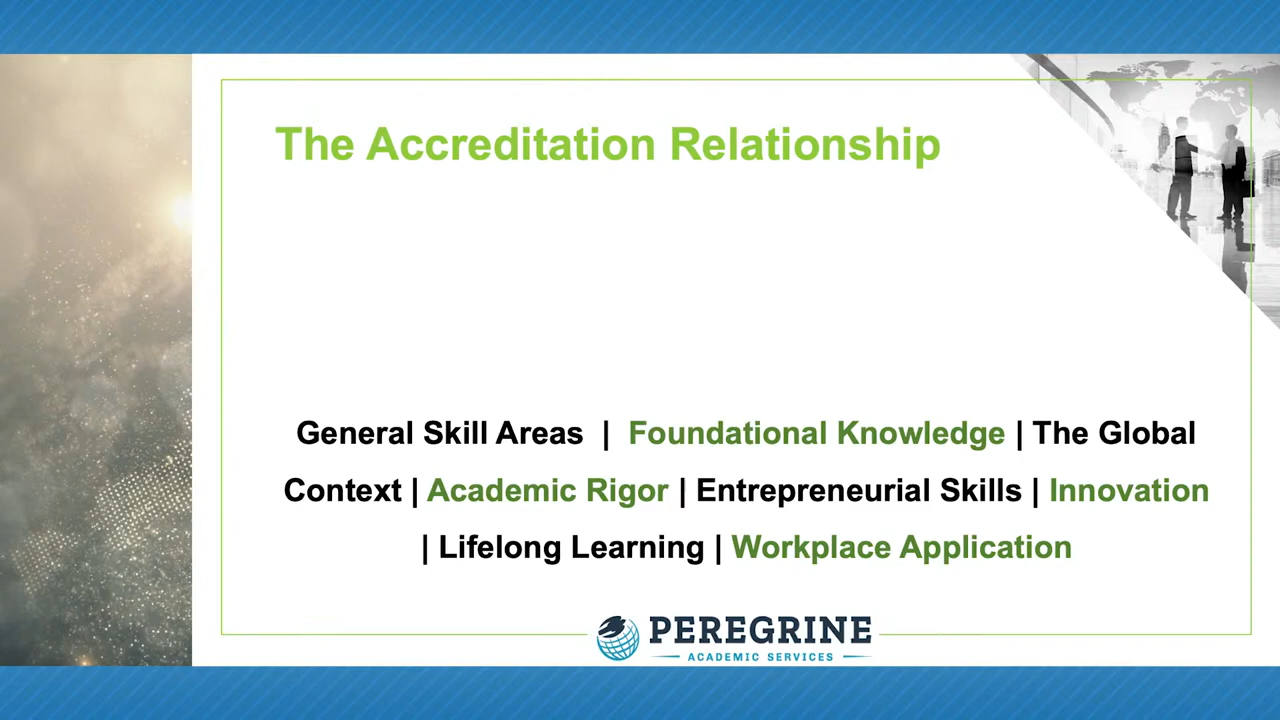 The Accreditation Relationship
General Skill Areas | Foundational Knowledge | The Global
Context | Academic Rigor | Entrepreneurial Skills | Innovation
| Lifelong Learning | Workplace Application
PEREGRINE
ACADEMIC SERVICES